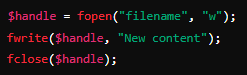 $handle = fopen("filename", "w");
fwrite($handle, "New content");
fclose($handle);